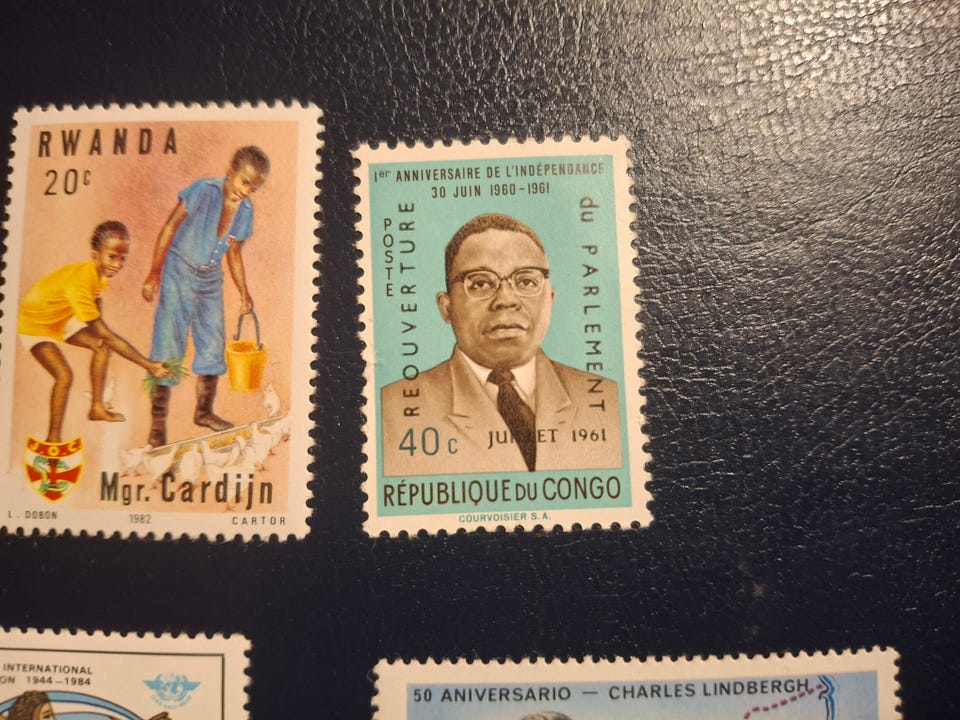 RWANDA
20c
J.O.C
Mgr. Cardijn
L. DOBON 1982 CARTOR
1er ANNIVERSAIRE DE L'INDÉPENDANCE
30 JUIN 1960-1961
POSTE
REOUVERTURE
du PARLEMENT
40c
JUILLET 1961
RÉPUBLIQUE DU CONGO
COURVOISIER S.A.
INTERNATIONAL
ON 1944-1984
50 ANIVERSARIO — CHARLES LINDBERGH